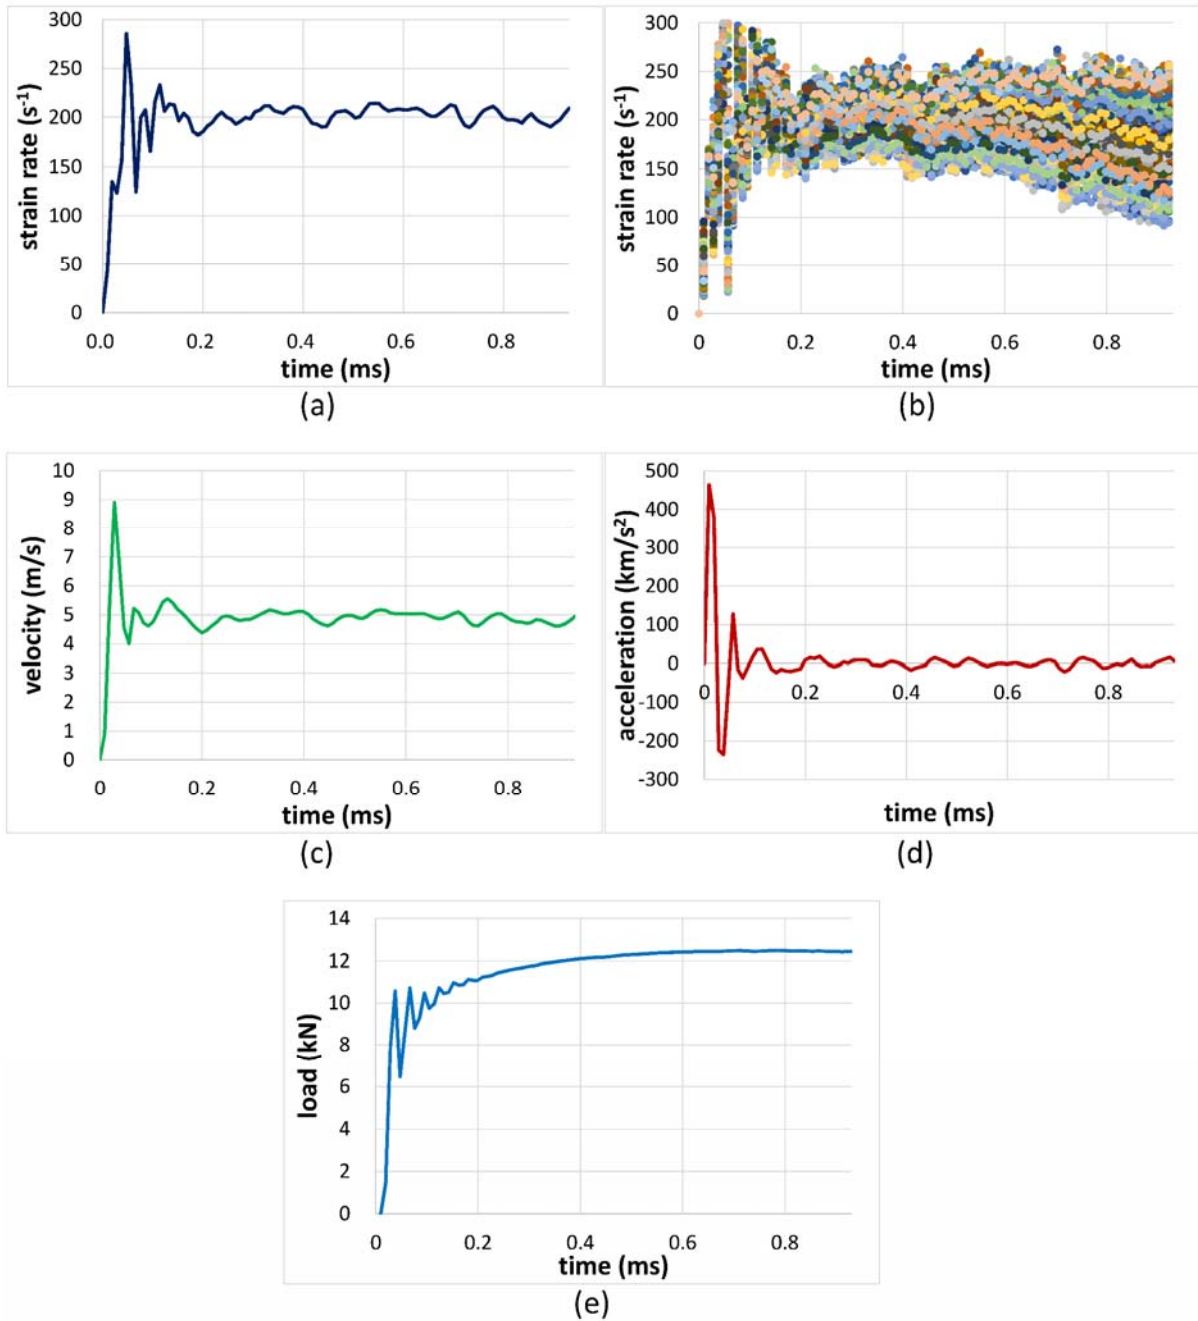 300
250
200
150
100
50
0
strain rate (s⁻¹)
0.0 0.2 0.4 0.6 0.8
time (ms)
(a)
300
250
200
150
100
50
0
strain rate (s⁻¹)
0 0.2 0.4 0.6 0.8
time (ms)
(b)
10
9
8
7
6
5
4
3
2
1
0
velocity (m/s)
0 0.2 0.4 0.6 0.8
time (ms)
(c)
500
400
300
200
100
0
-100
-200
-300
acceleration (km/s²)
0 0.2 0.4 0.6 0.8
time (ms)
(d)
14
12
10
8
6
4
2
0
load (kN)
0 0.2 0.4 0.6 0.8
time (ms)
(e)